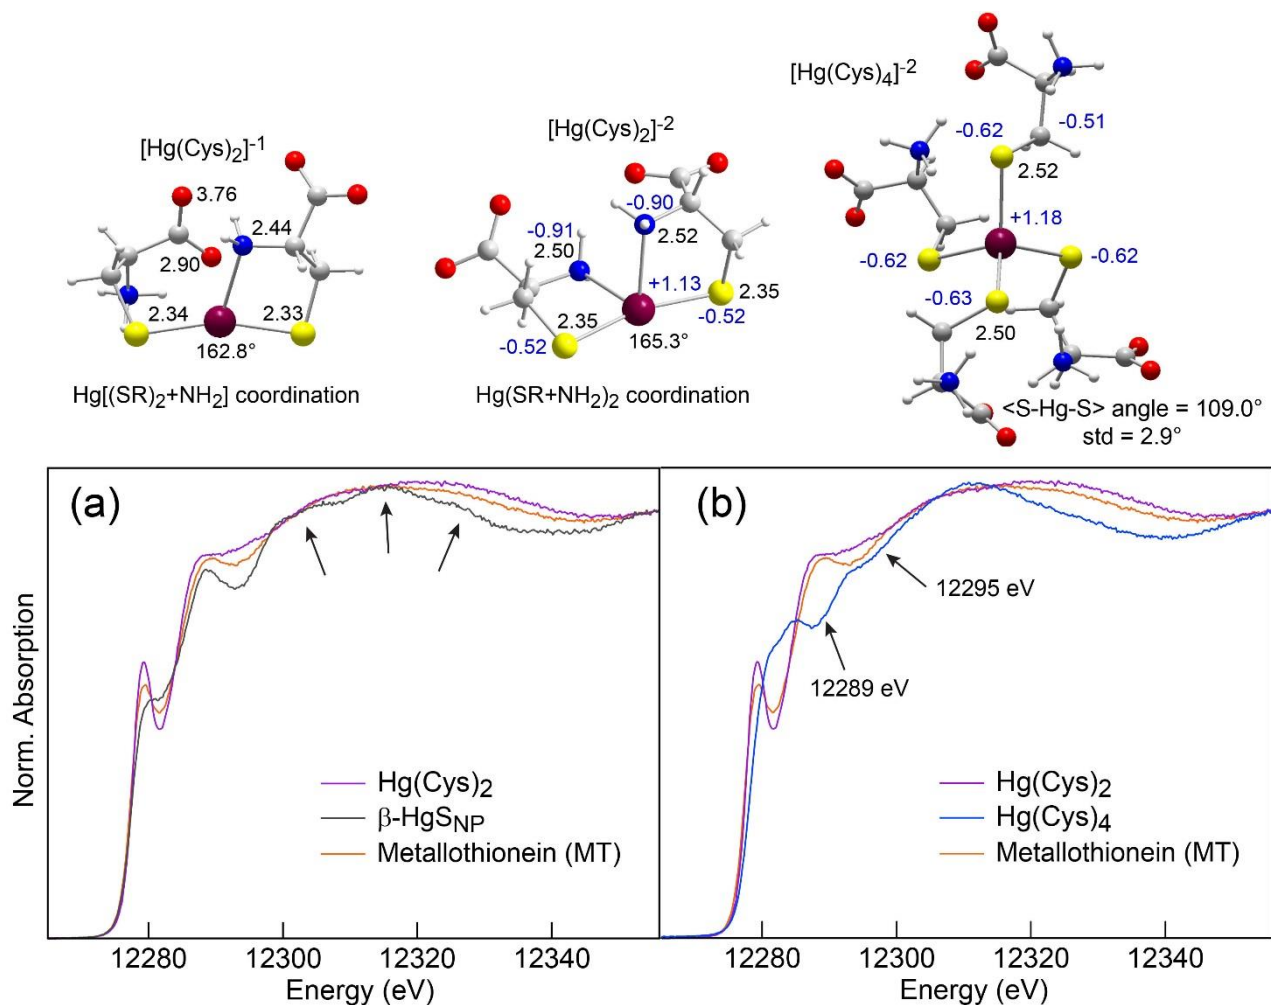 [Hg(Cys)2]-1
3.76
2.44
2.90
2.34
2.33
162.8°
Hg[(SR)2+NH2] coordination
[Hg(Cys)2]-2
-0.90
-0.91
2.50
2.52
+1.13
2.35
2.35
-0.52
-0.52
165.3°
Hg(SR+NH2)2 coordination
[Hg(Cys)4]-2
-0.62
-0.51
2.52
+1.18
-0.62
-0.62
-0.63
2.50
<S-Hg-S> angle = 109.0°
std = 2.9°
Norm. Absorption
(a)
Hg(Cys)2
β-HgSNP
Metallothionein (MT)
12280
12300
12320
12340
Energy (eV)
(b)
12295 eV
12289 eV
Hg(Cys)2
Hg(Cys)4
Metallothionein (MT)
12280
12300
12320
12340
Energy (eV)